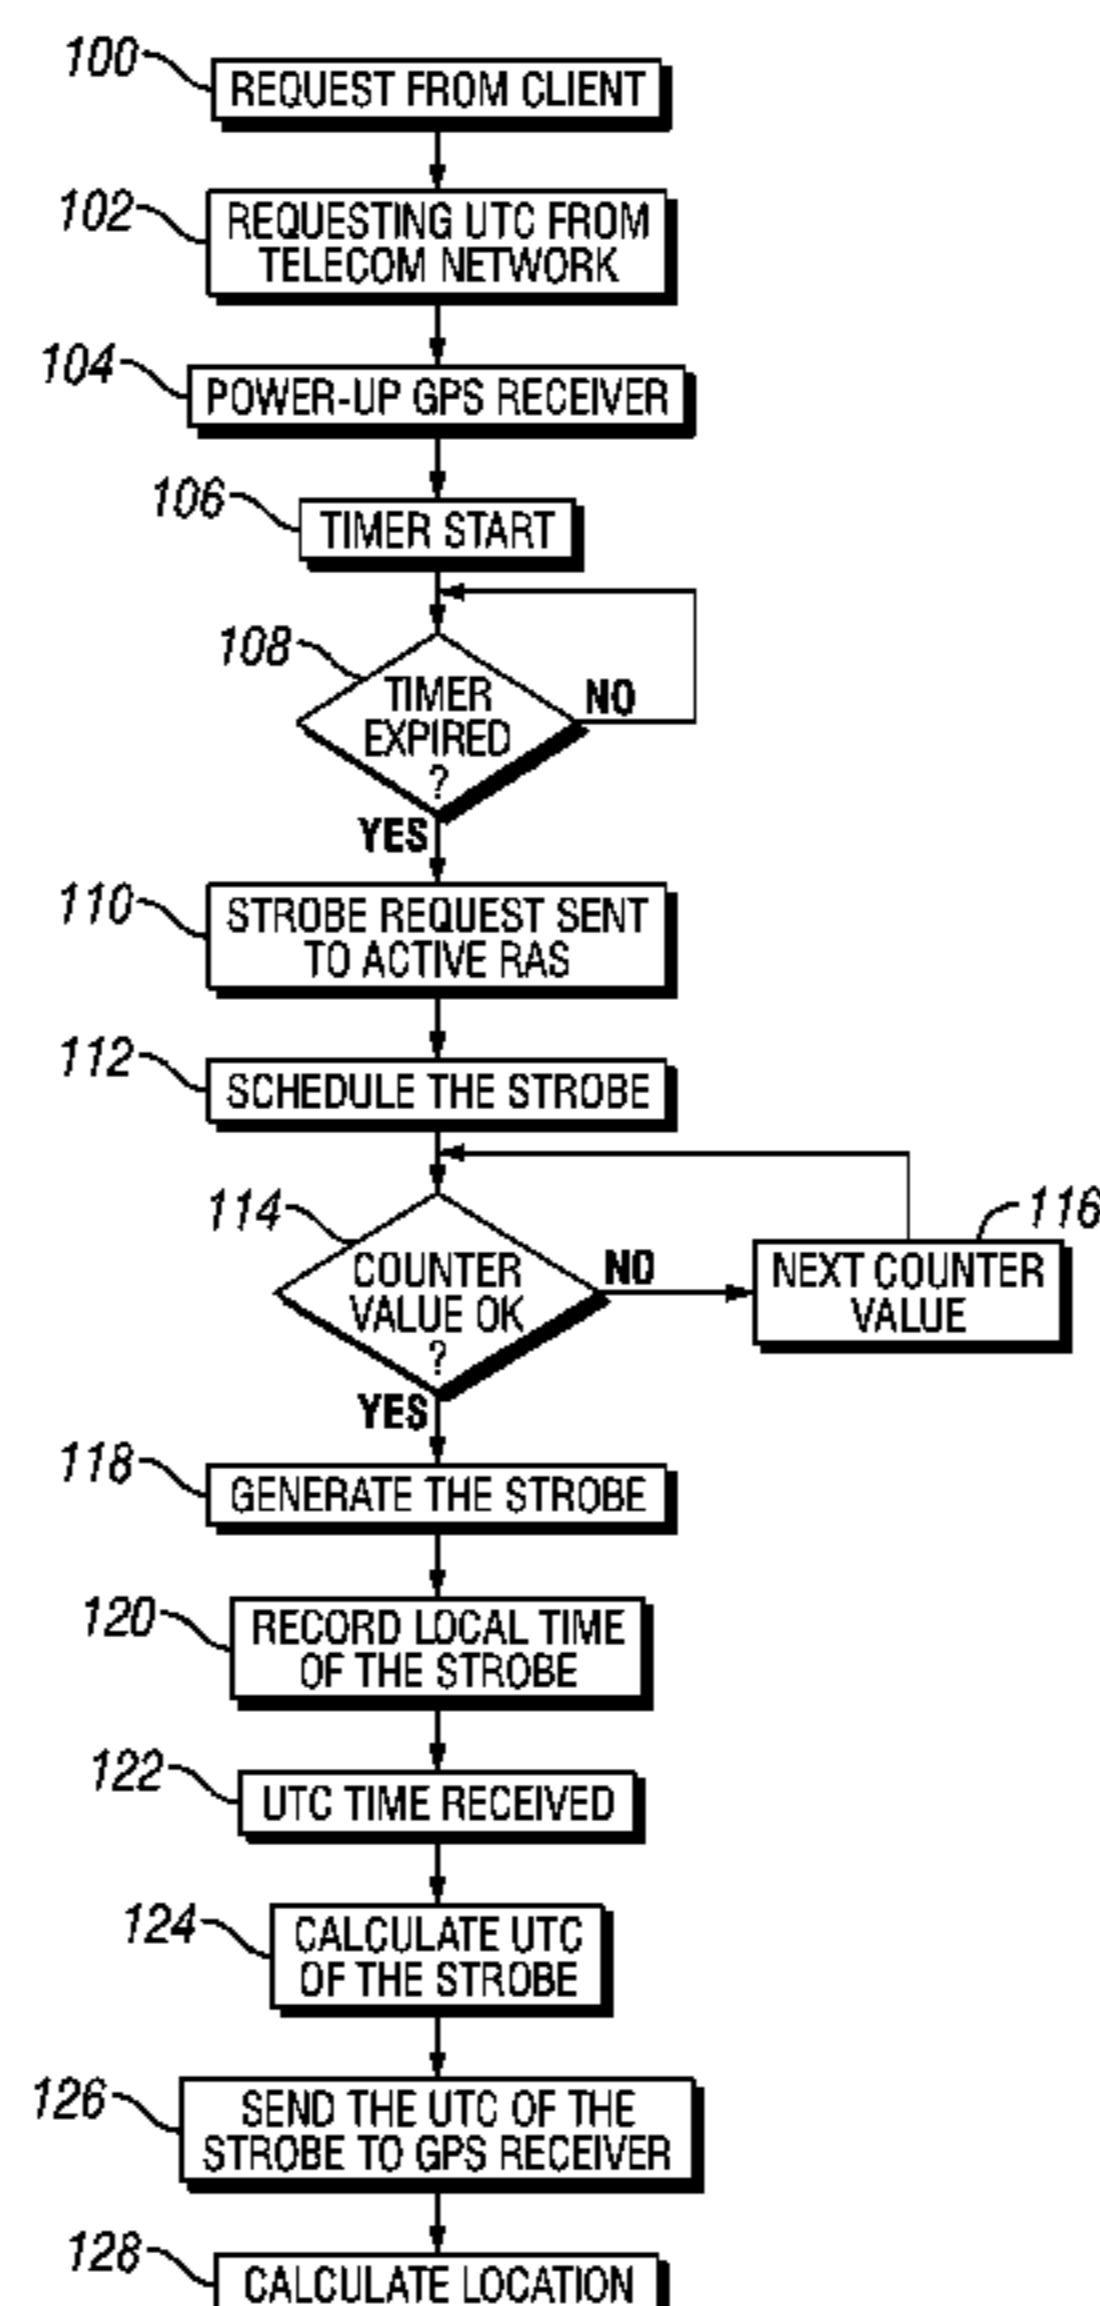 100
REQUEST FROM CLIENT
102
REQUESTING UTC FROM
TELECOM NETWORK
104
POWER-UP GPS RECEIVER
106
TIMER START
108
TIMER
EXPIRED
?
NO
YES
110
STROBE REQUEST SENT
TO ACTIVE RAS
112
SCHEDULE THE STROBE
114
COUNTER
VALUE OK
?
NO
116
NEXT COUNTER
VALUE
YES
118
GENERATE THE STROBE
120
RECORD LOCAL TIME
OF THE STROBE
122
UTC TIME RECEIVED
124
CALCULATE UTC
OF THE STROBE
126
SEND THE UTC OF THE
STROBE TO GPS RECEIVER
128
CALCULATE LOCATION